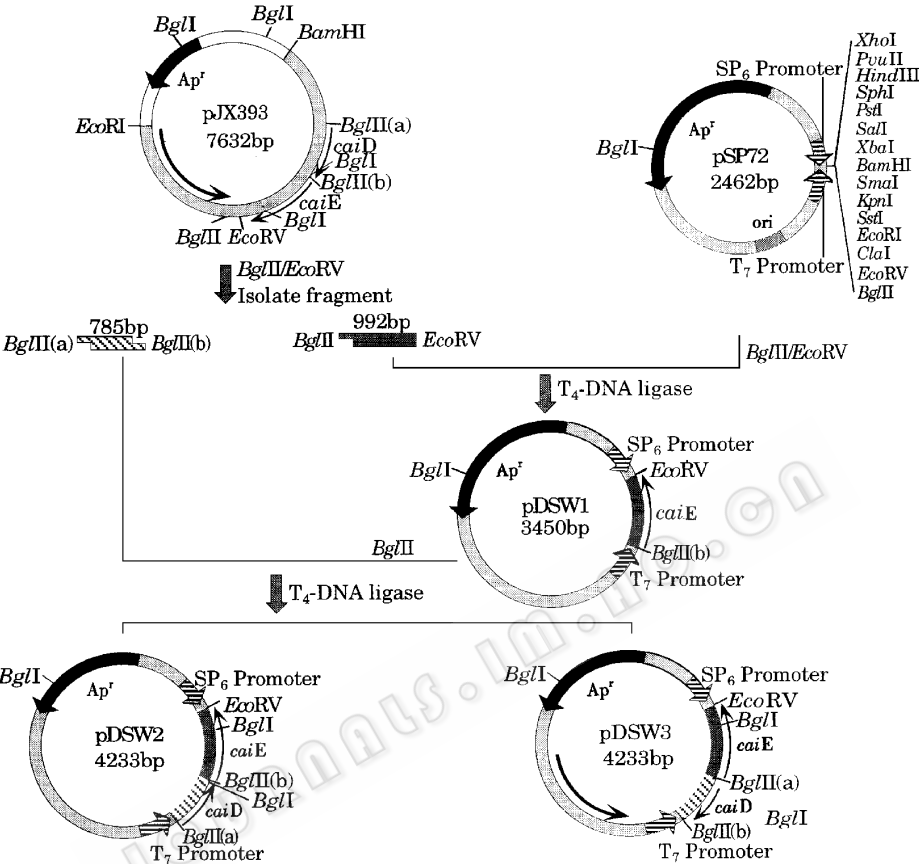 BglI
BglI
BamHI
Apr
pJX393
7632bp
EcoRI
BglII(a)
caiD
BglI
BglII(b)
caiE
BglI
BglII EcoRV
SP6 Promoter
Apr
BglI
pSP72
2462bp
ori
T7 Promoter
XhoI
PvuII
HindIII
SphI
PstI
SalI
XbaI
BamHI
SmaI
KpnI
SstI
EcoRI
ClaI
EcoRV
BglII
BglII/EcoRV
Isolate fragment
785bp
BglII(a)
BglII(b)
992bp
BglII
EcoRV
BglII/EcoRV
T4-DNA ligase
SP6 Promoter
BglI
Apr
EcoRV
pDSW1
3450bp
caiE
BglII
BglII(b)
T7 Promoter
T4-DNA ligase
BglI
Apr
SP6 Promoter
EcoRV
BglI
pDSW2
4233bp
caiE
BglII(b)
BglI
caiD
BglII(a)
T7 Promoter
BglI
Apr
SP6 Promoter
EcoRV
BglI
pDSW3
4233bp
caiE
BglII(a)
caiD
BglI
BglII(b)
T7 Promoter
JOURNALS.IM.AC.CN